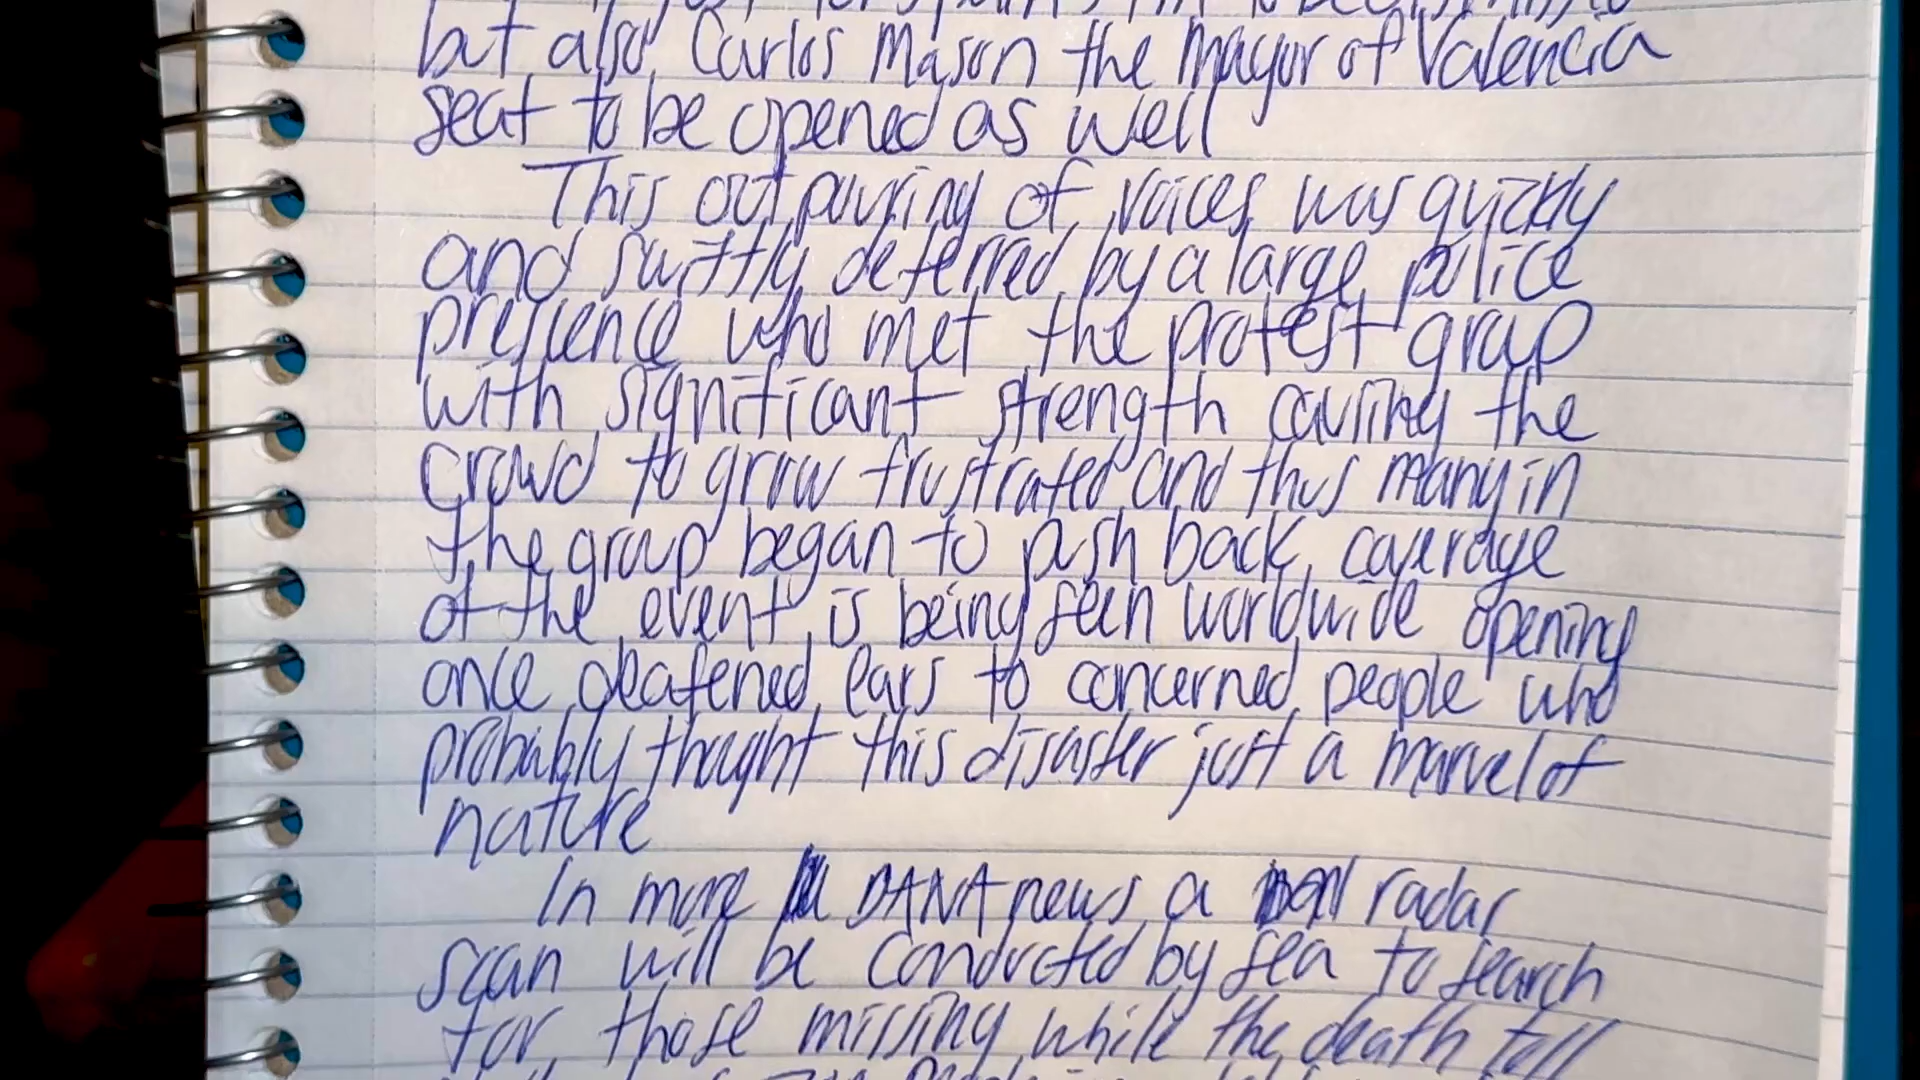 but also Carlos Mason the mayor of Valencia
seat to be opened as well
This outpouring of voices was quickly
and swiftly deferred by a large police
prescence who met the protest group
with significant strength causing the
crowd to grow frustrated and thus many in
the group began to push back, coverage
of the event is being seen worldwide opening
once deafened ears to concerned people who
probably thought this disaster just a marvel of
nature
In more DANA news a radar
scan will be conducted by sea to search
for those missing while the death toll